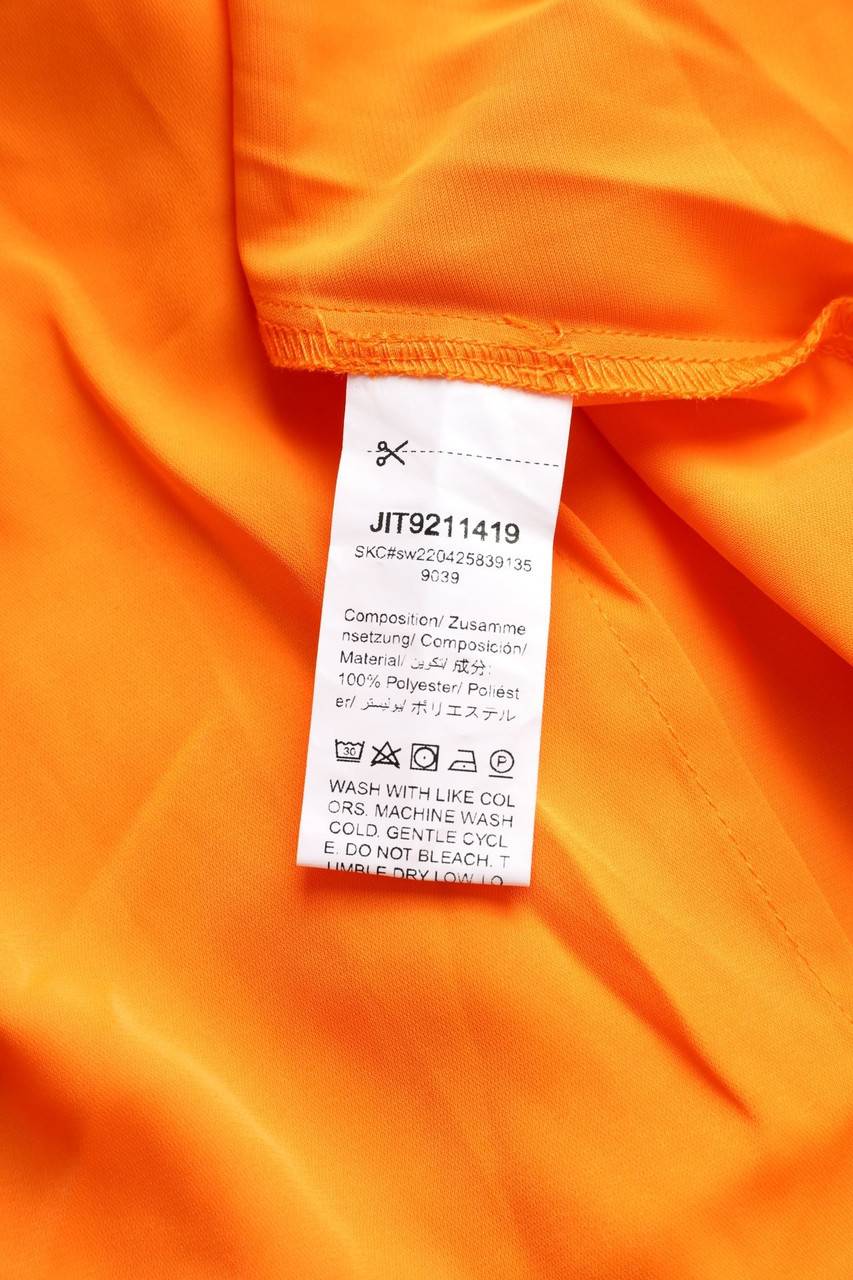 JIT9211419
SKC#sw220425839135
9039
Composition/ Zusamme
nsetzung/ Composición/
Material/ تكوين/ 成分:
100% Polyester/ Poliést
er/ بوليستر/ ポリエステル
30 P
WASH WITH LIKE COL
ORS. MACHINE WASH
COLD. GENTLE CYCL
E. DO NOT BLEACH. T
UMBLE DRY LOW. LO